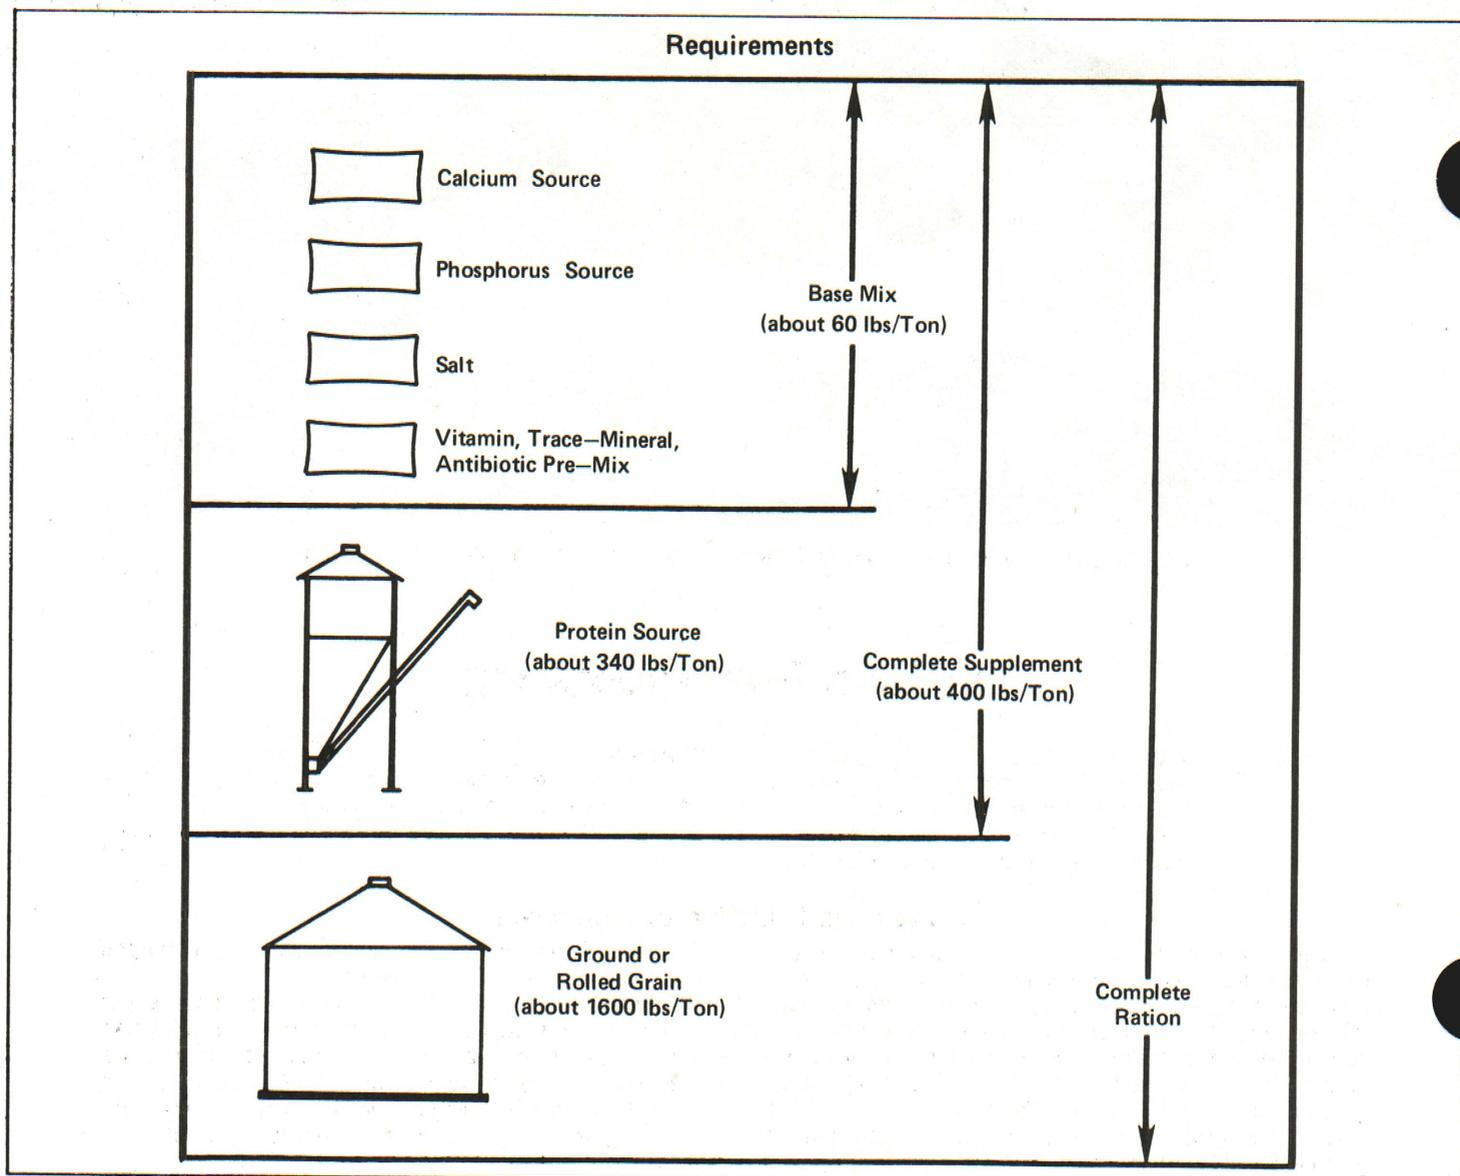 Requirements
Calcium Source
Phosphorus Source
Salt
Vitamin, Trace—Mineral,
Antibiotic Pre—Mix
Base Mix
(about 60 lbs/Ton)
Protein Source
(about 340 lbs/Ton)
Complete Supplement
(about 400 lbs/Ton)
Ground or
Rolled Grain
(about 1600 lbs/Ton)
Complete
Ration